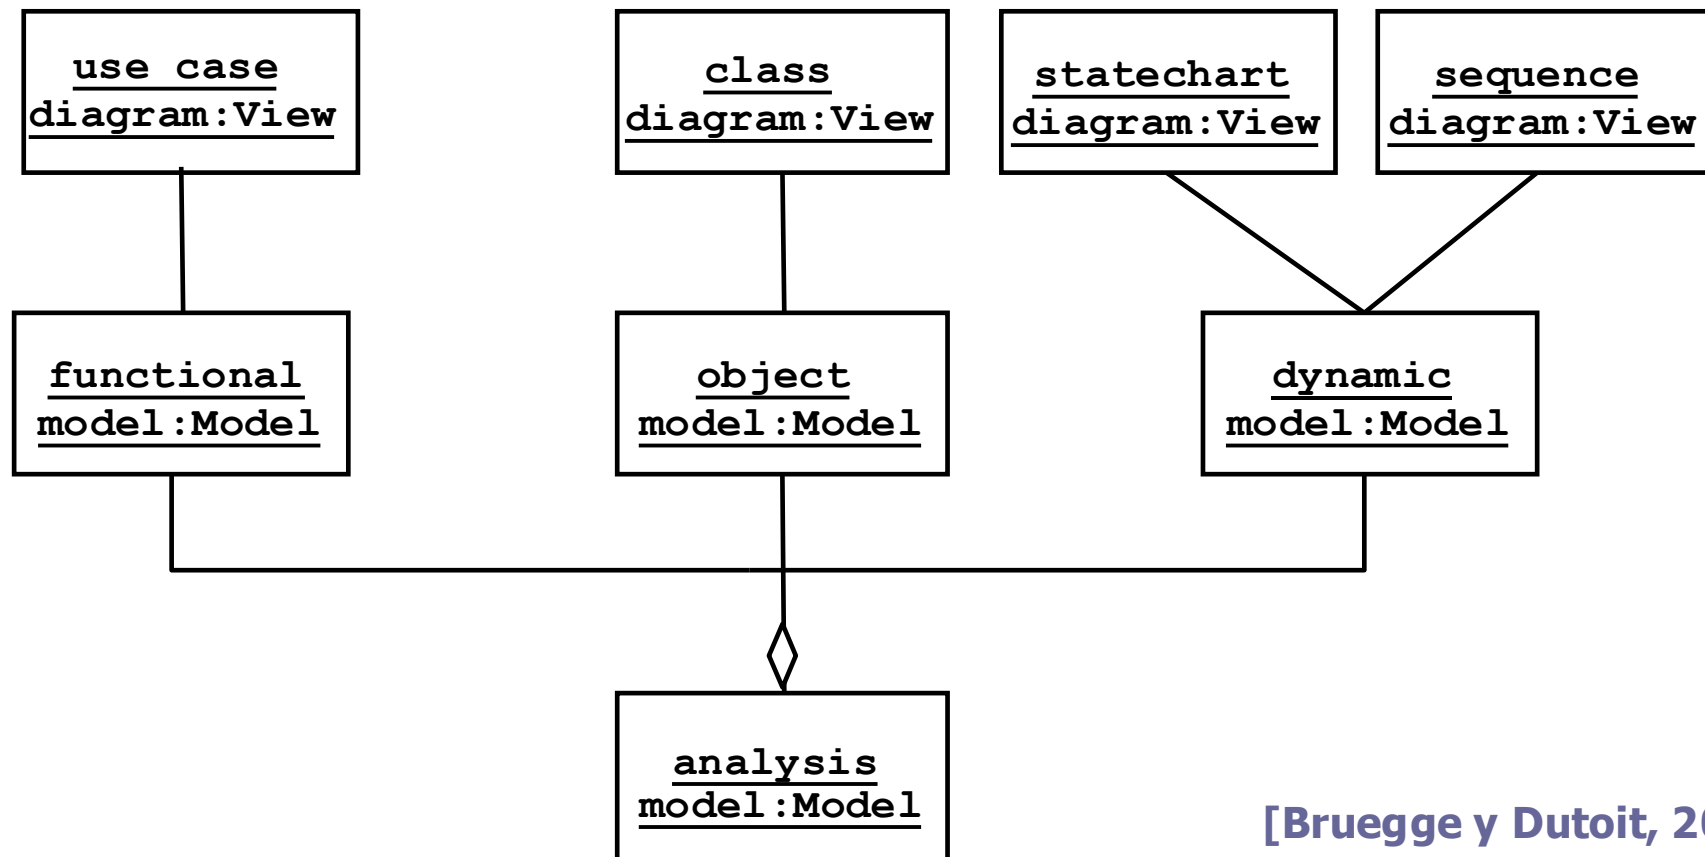 use case
diagram:View
class
diagram:View
statechart
diagram:View
sequence
diagram:View
functional
model:Model
object
model:Model
dynamic
model:Model
analysis
model:Model
[Bruegge y Dutoit,